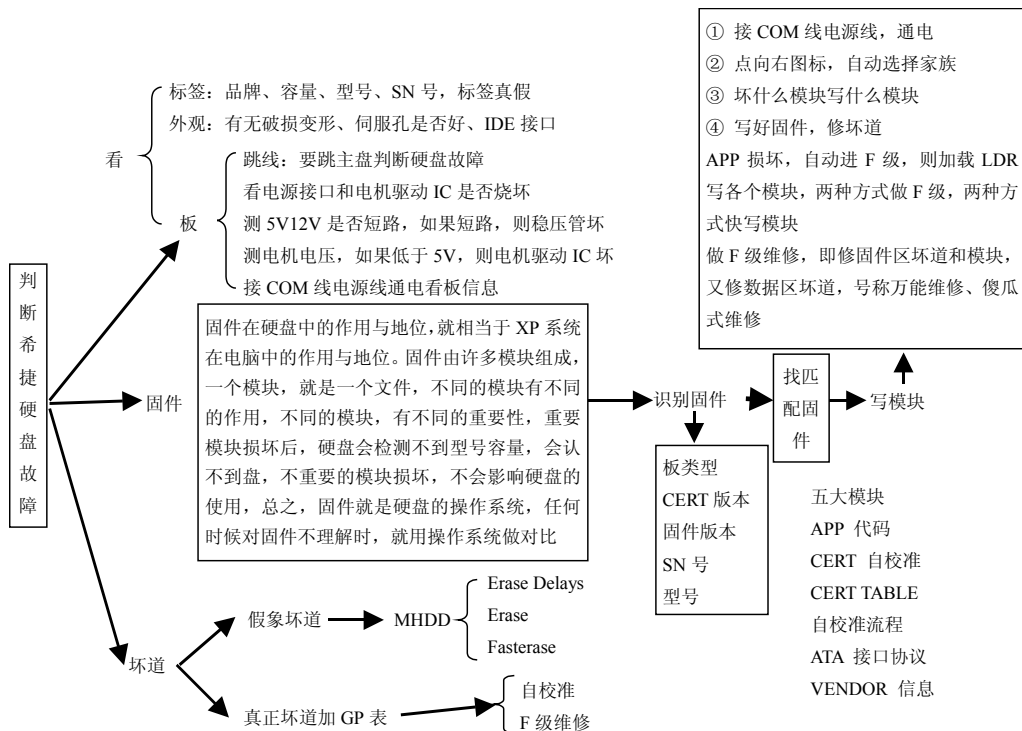 判
断
希
捷
硬
盘
故
障
看
标签：品牌、容量、型号、SN 号，标签真假
外观：有无破损变形、伺服孔是否好、IDE 接口
板
跳线：要跳主盘判断硬盘故障
看电源接口和电机驱动 IC 是否烧坏
测 5V12V 是否短路，如果短路，则稳压管坏
测电机电压，如果低于 5V，则电机驱动 IC 坏
接 COM 线电源线通电看板信息
固件
固件在硬盘中的作用与地位，就相当于 XP 系统
在电脑中的作用与地位。固件由许多模块组成，
一个模块，就是一个文件，不同的模块有不同
的作用，不同的模块，有不同的重要性，重要
模块损坏后，硬盘会检测不到型号容量，会认
不到盘，不重要的模块损坏，不会影响硬盘的
使用，总之，固件就是硬盘的操作系统，任何
时候对固件不理解时，就用操作系统做对比
识别固件
板类型
CERT 版本
固件版本
SN 号
型号
找匹
配固
件
写模块
① 接 COM 线电源线，通电
② 点向右图标，自动选择家族
③ 坏什么模块写什么模块
④ 写好固件，修坏道
APP 损坏，自动进 F 级，则加载 LDR
写各个模块，两种方式做 F 级，两种方
式快写模块
做 F 级维修，即修固件区坏道和模块，
又修数据区坏道，号称万能维修、傻瓜
式维修
五大模块
APP 代码
CERT 自校准
CERT TABLE
自校准流程
ATA 接口协议
VENDOR 信息
坏道
假象坏道
MHDD
Erase Delays
Erase
Fasterase
真正坏道加 GP 表
自校准
F 级维修